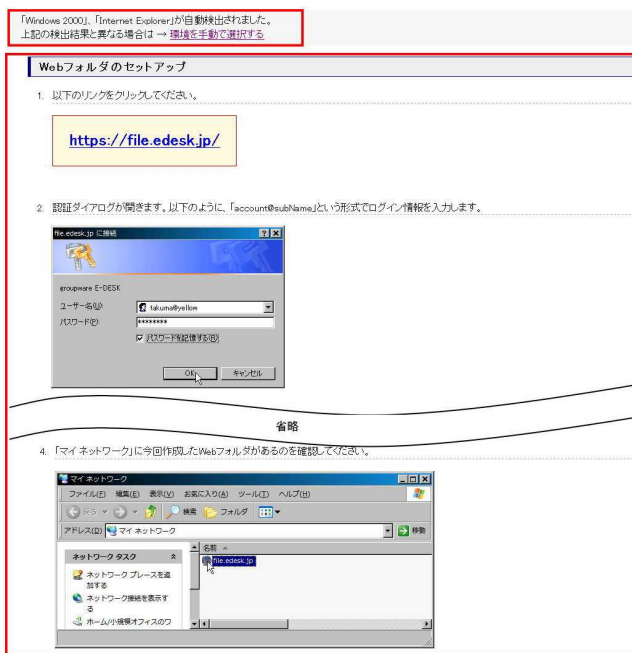 「Windows 2000」、「Internet Explorer」が自動検出されました。
上記の検出結果と異なる場合は → 環境を手動で選択する
Webフォルダのセットアップ
1. 以下のリンクをクリックしてください。
https://file.edesk.jp/
2. 認証ダイアログが開きます。以下のように、「account@subName」という形式でログイン情報を入力します。
file.edesk.jp に接続
groupware E-DESK
ユーザー名(U):
takuma@yellow
パスワード(P):
********
パスワードを記憶する(R)
OK キャンセル
省略
4. 「マイ ネットワーク」に今回作成したWebフォルダがあるのを確認してください。
マイ ネットワーク
ファイル(F) 編集(E) 表示(V) お気に入り(A) ツール(T) ヘルプ(H)
戻る 検索 フォルダ
アドレス(D) マイ ネットワーク 移動
ネットワーク タスク
ネットワーク プレースを追
加する
ネットワーク接続を表示す
る
ホーム/小規模オフィスのワ
名前
file.edesk.jp